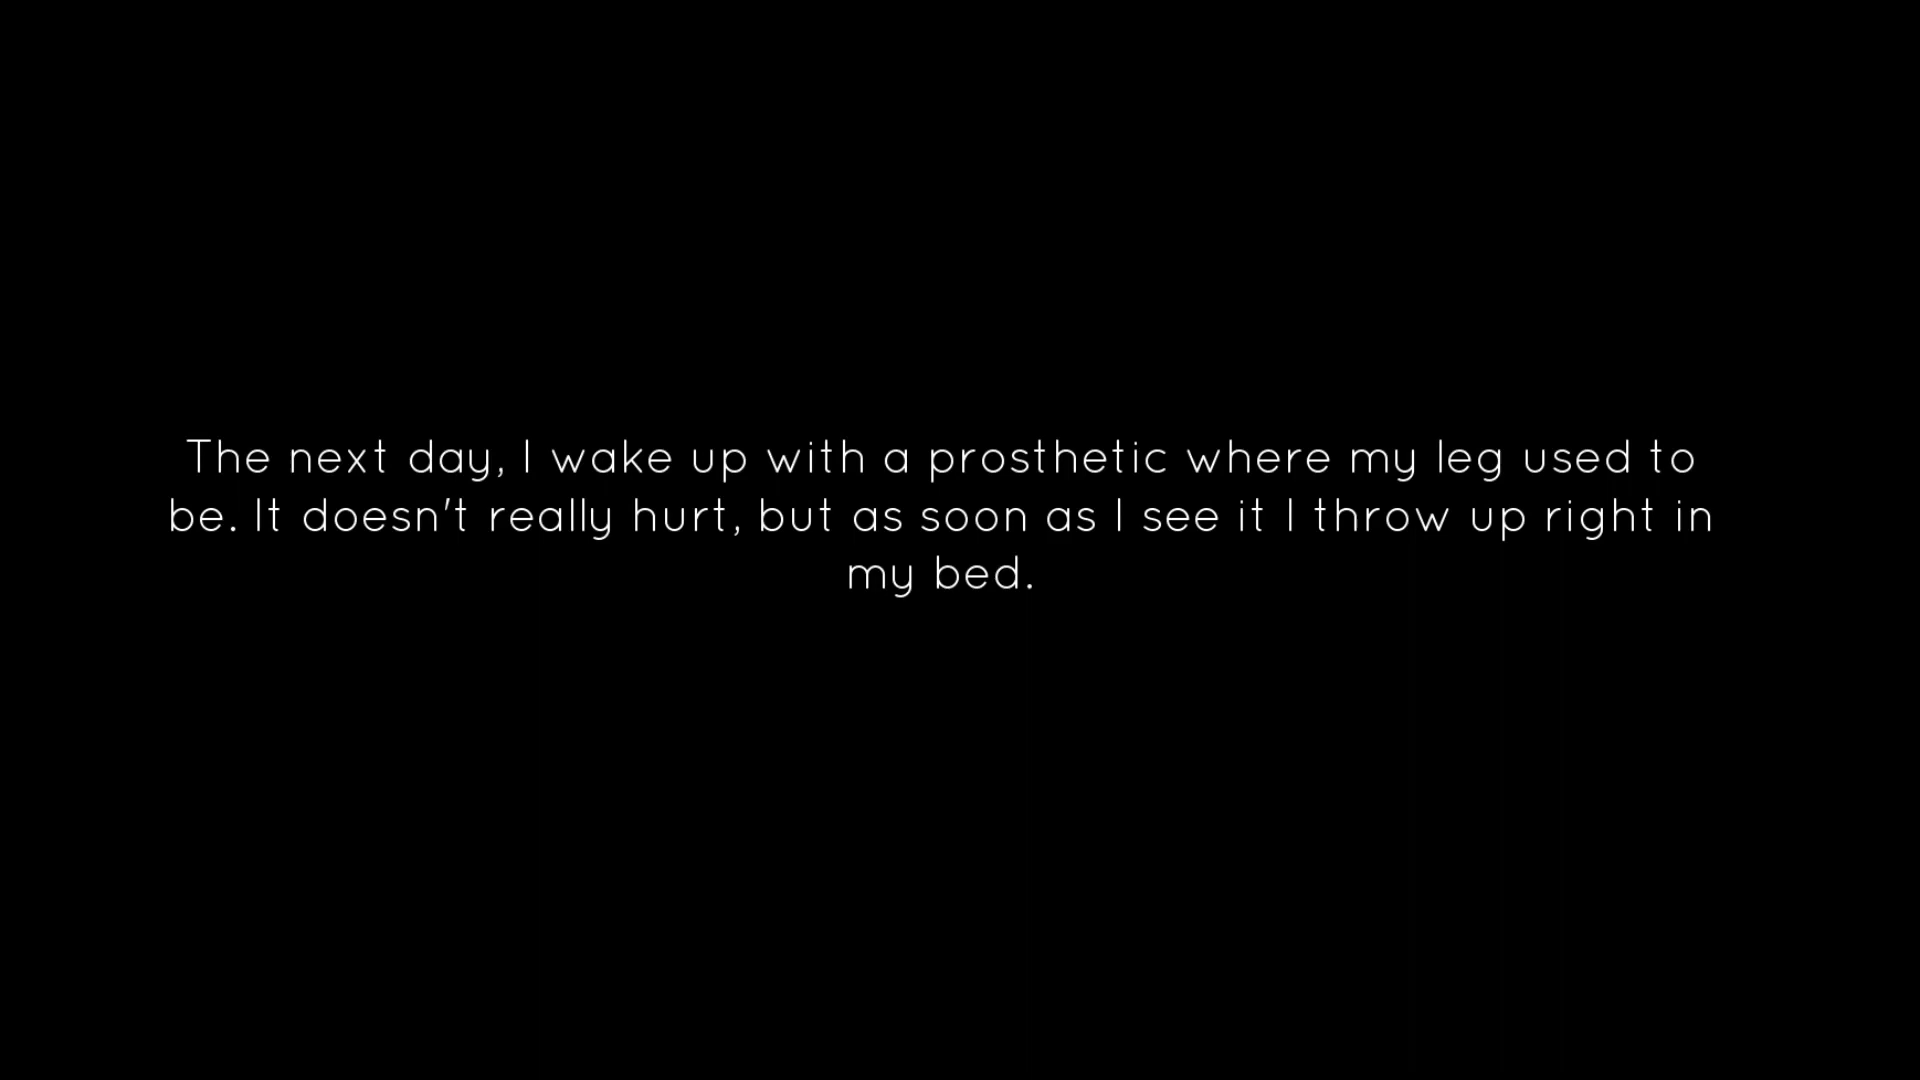 The next day, I wake up with a prosthetic where my leg used to
be. It doesn't really hurt, but as soon as I see it I throw up right in
my bed.